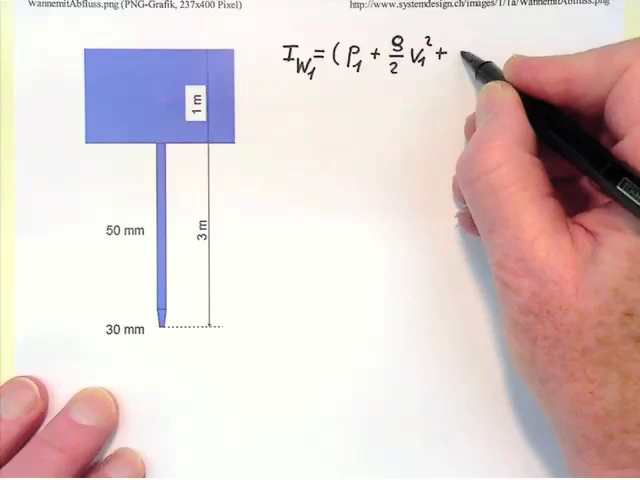 WannemitAbfluss.png (PNG-Grafik, 237x400 Pixel)
http://www.systemdesign.ch/images/1/1a/WannemitAbfluss.png
I_W₁ = (p₁ + ϱ/2 v₁² +
1 m
3 m
50 mm
30 mm